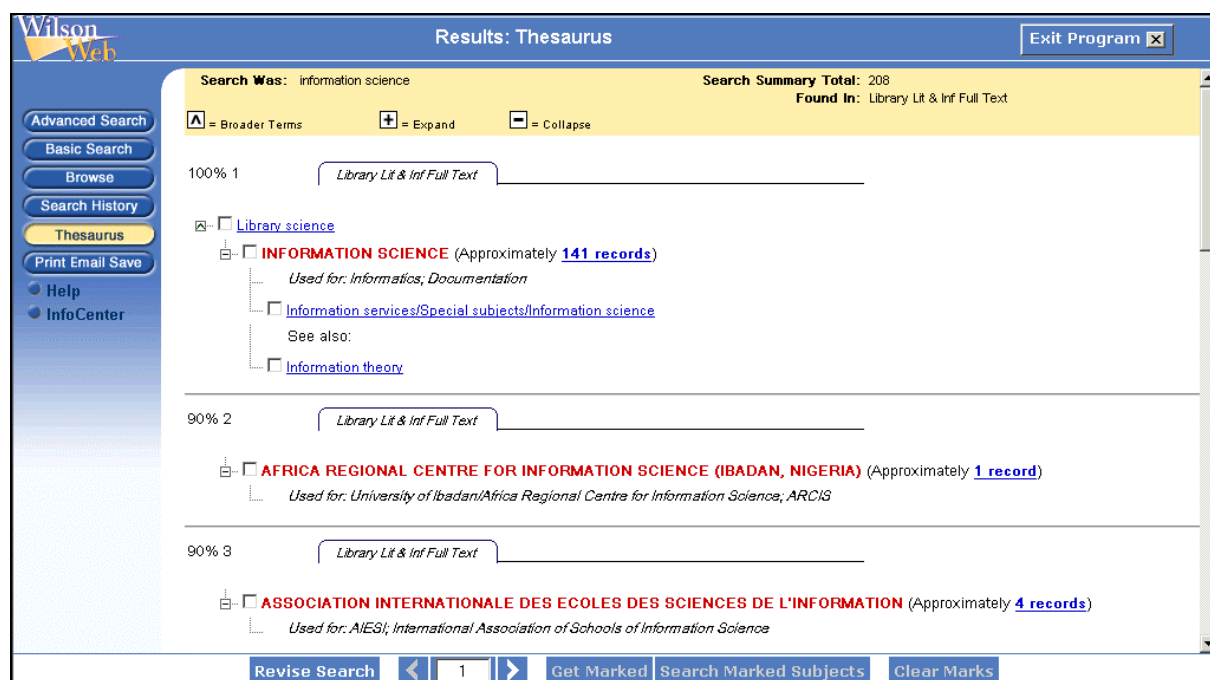 Wilson Web
Results: Thesaurus
Exit Program
Search Was: information science
Search Summary Total: 208
Found In: Library Lit & Inf Full Text
= Broader Terms
= Expand
= Collapse
Advanced Search
Basic Search
Browse
Search History
Thesaurus
Print Email Save
Help
InfoCenter
100% 1
Library Lit & Inf Full Text
Library science
INFORMATION SCIENCE (Approximately 141 records)
Used for: Informatics; Documentation
Information services/Special subjects/Information science
See also:
Information theory
90% 2
Library Lit & Inf Full Text
AFRICA REGIONAL CENTRE FOR INFORMATION SCIENCE (IBADAN, NIGERIA) (Approximately 1 record)
Used for: University of Ibadan/Africa Regional Centre for Information Science; ARCIS
90% 3
Library Lit & Inf Full Text
ASSOCIATION INTERNATIONALE DES ECOLES DES SCIENCES DE L'INFORMATION (Approximately 4 records)
Used for: AIESI; International Association of Schools of Information Science
Revise Search
1
Get Marked
Search Marked Subjects
Clear Marks